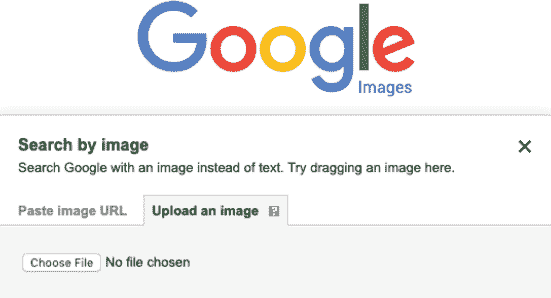 Google
Images
Search by image
Search Google with an image instead of text. Try dragging an image here.
Paste image URL Upload an image ?
Choose File No file chosen